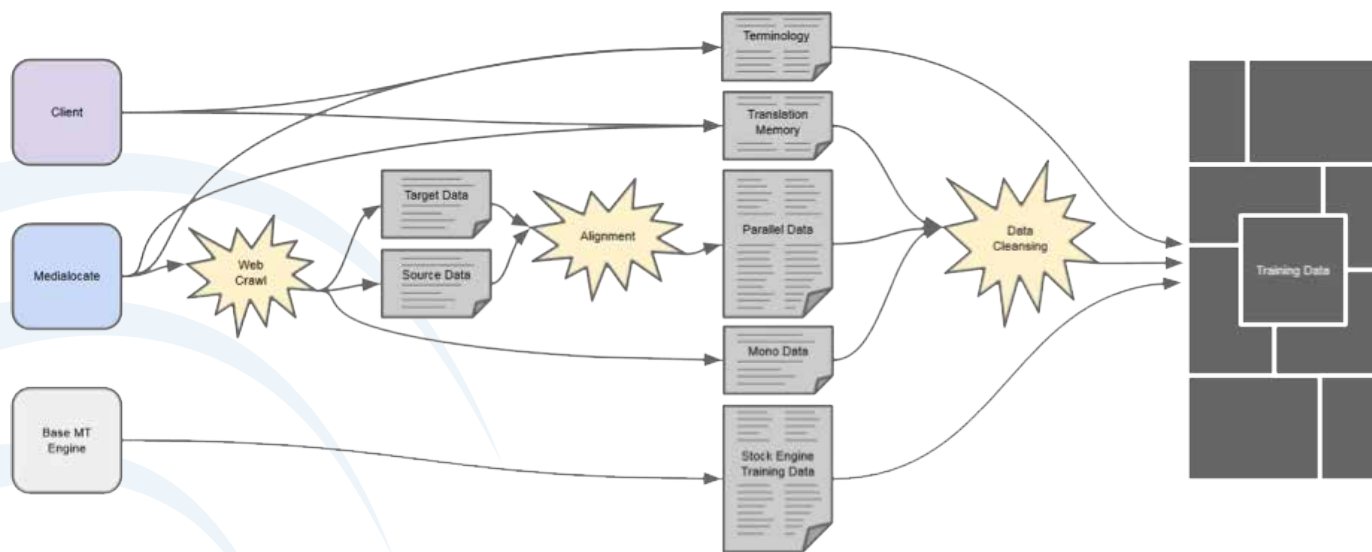 Terminology
Client
Translation
Memory
Target Data
Alignment
Parallel Data
Data
Cleansing
Medialocate
Web
Crawl
Source Data
Training Data
Mono Data
Base MT
Engine
Stock Engine
Training Data